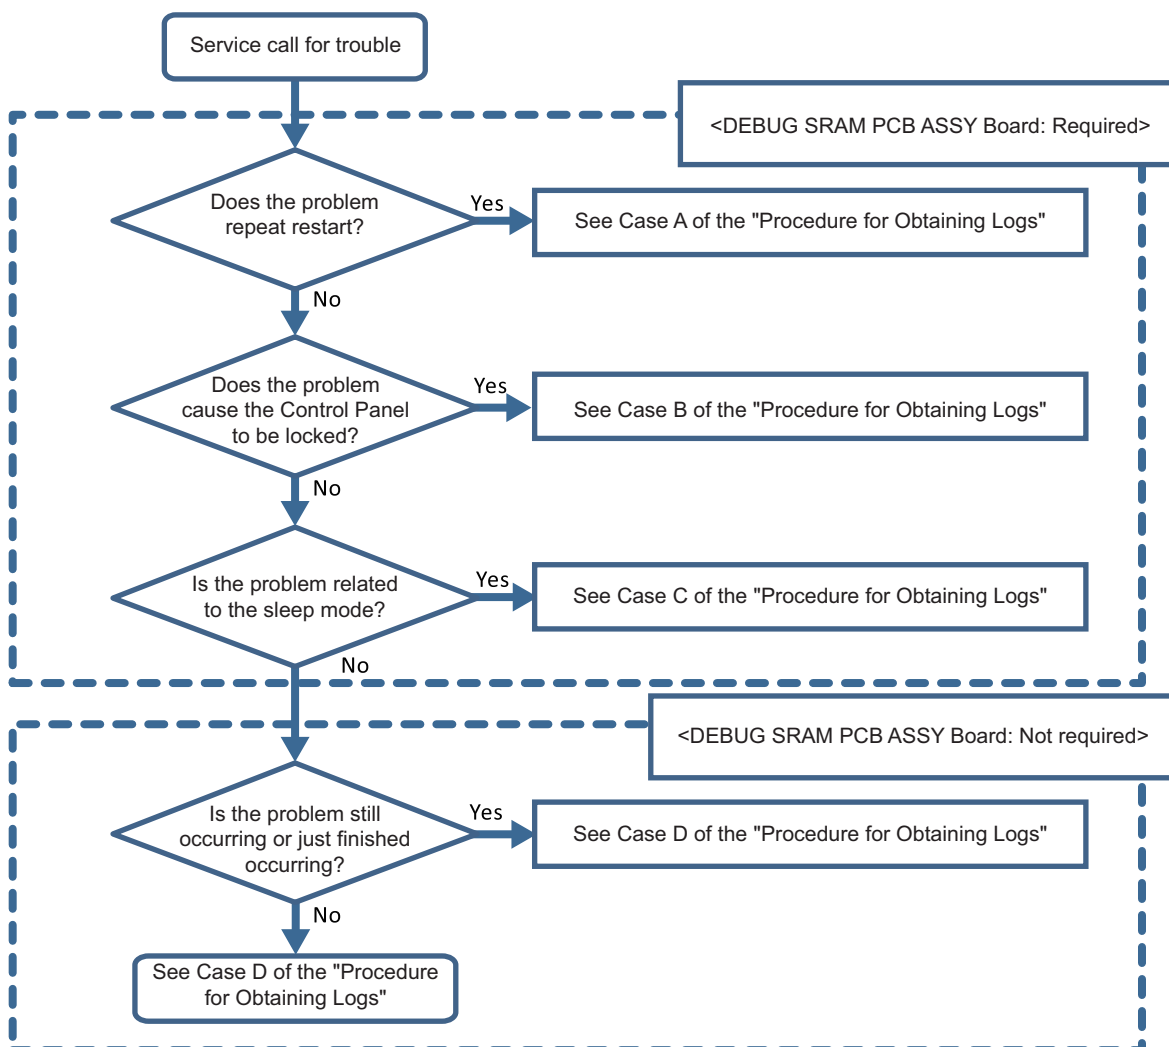 Service call for trouble
<DEBUG SRAM PCB ASSY Board: Required>
Does the problem
repeat restart?
Yes
See Case A of the "Procedure for Obtaining Logs"
No
Does the problem
cause the Control Panel
to be locked?
Yes
See Case B of the "Procedure for Obtaining Logs"
No
Is the problem related
to the sleep mode?
Yes
See Case C of the "Procedure for Obtaining Logs"
No
<DEBUG SRAM PCB ASSY Board: Not required>
Is the problem still
occurring or just finished
occurring?
Yes
See Case D of the "Procedure for Obtaining Logs"
No
See Case D of the "Procedure
for Obtaining Logs"